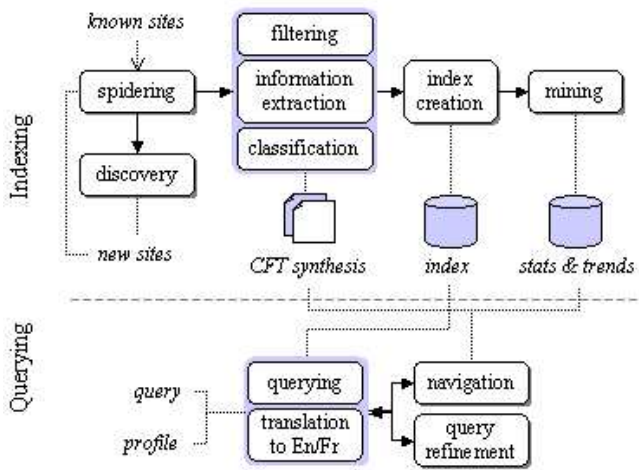 known sites
filtering
spidering
information
extraction
index
creation
mining
classification
discovery
new sites
CFT synthesis
index
stats & trends
Indexing
Querying
query
profile
querying
translation
to En/Fr
navigation
query
refinement